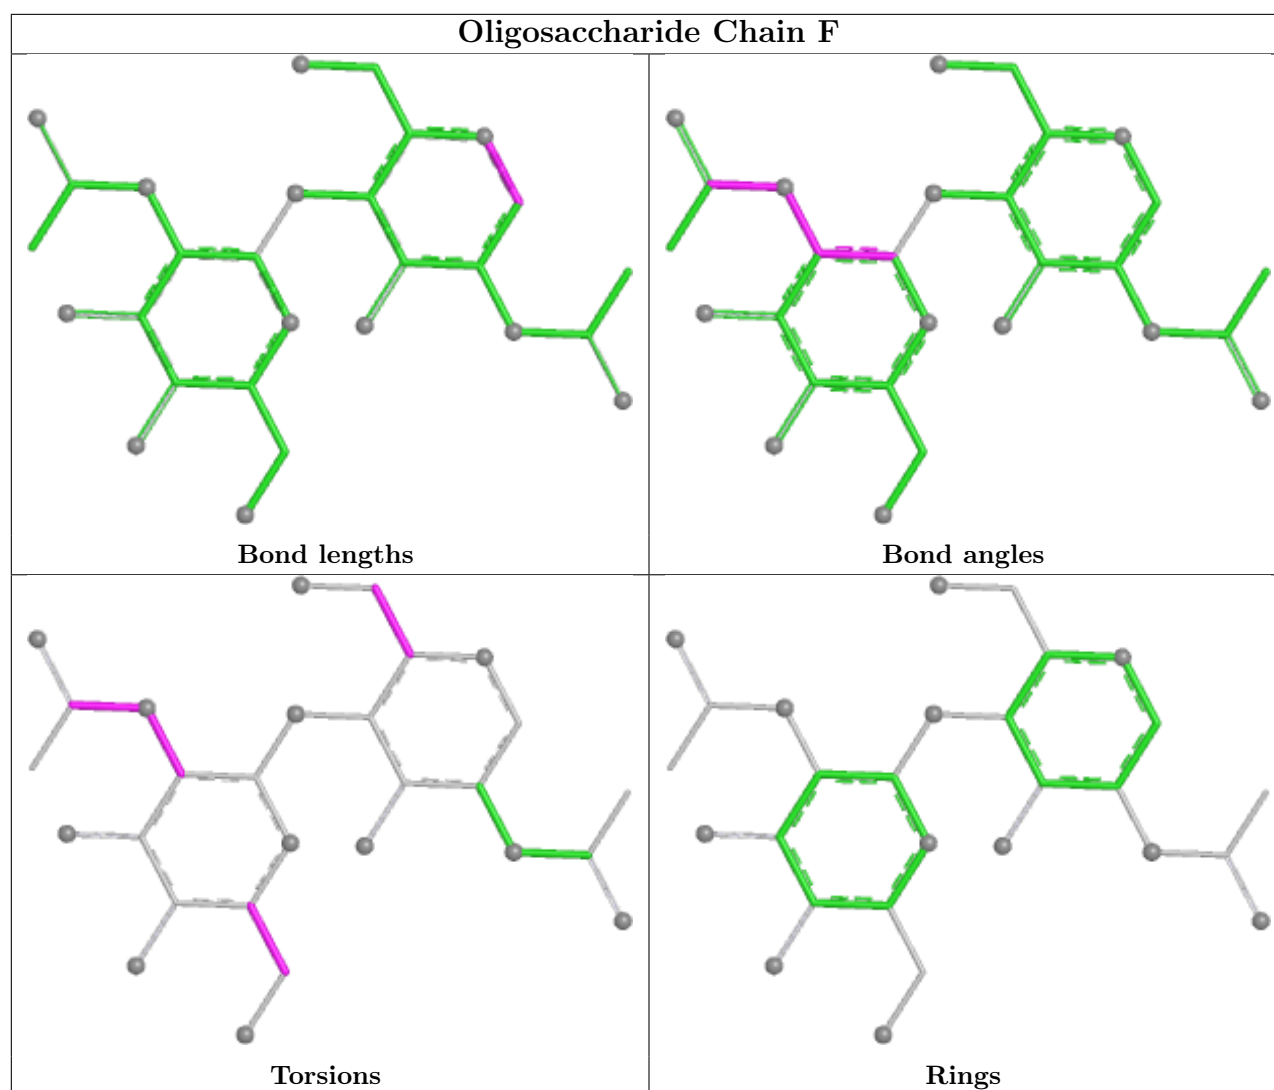 Oligosaccharide Chain F
Bond lengths
Bond angles
Torsions
Rings